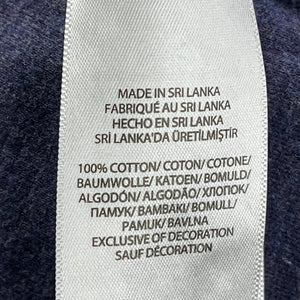 MADE IN SRI LANKA
FABRIQUÉ AU SRI LANKA
HECHO EN SRI LANKA
SRİ LANKA'DA ÜRETİLMİŞTİR
100% COTTON/ COTON/ COTONE/
BAUMWOLLE/ KATOEN/ BOMULD/
ALGODÓN/ ALGODÃO/ ХЛОПОК/
ПАМУК/ BAMBAKI/ BOMULL/
PAMUK/ BAVLNA
EXCLUSIVE OF DECORATION
SAUF DÉCORATION